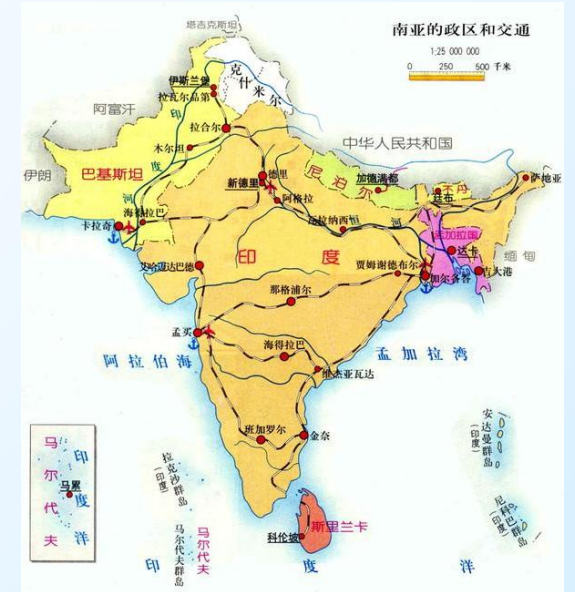 南亚的政区和交通
1:25 000 000
0 250 500 千米
塔吉克斯坦
伊斯兰堡
拉瓦尔品第
克什米尔
阿富汗
印度河
拉合尔
木尔坦
中华人民共和国
伊朗
巴基斯坦
德里
新德里
尼泊尔
加德满都
不丹
廷布
萨地亚
阿格拉
海得拉巴
卡拉奇
瓦拉纳西
恒河
孟加拉国
达卡
缅甸
印度
艾哈迈达巴德
贾姆谢德布尔
加尔各答
吉大港
那格浦尔
孟买
海得拉巴
阿拉伯海
孟加拉湾
维杰亚瓦达
班加罗尔
金奈
安达曼群岛
(印度)
马尔代夫
马累
印度洋
拉克沙群岛
(印度)
尼科巴群岛
(印度)
斯里兰卡
科伦坡
马尔代夫
马尔代夫群岛
印度洋